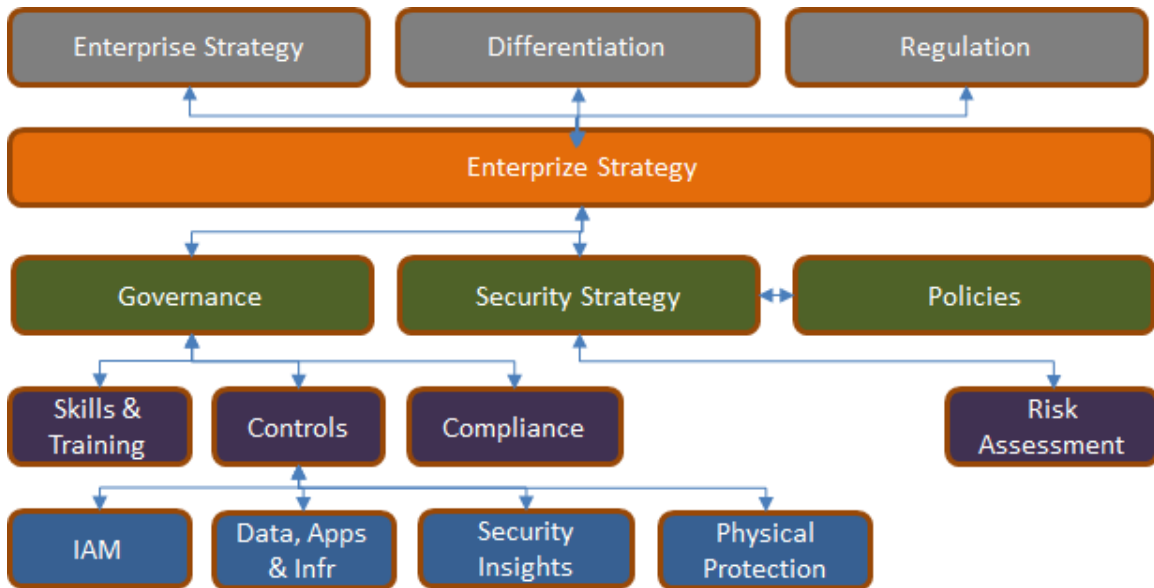 Enterprise Strategy
Differentiation
Regulation
Enterprize Strategy
Governance
Security Strategy
Policies
Skills &
Training
Controls
Compliance
Risk
Assessment
IAM
Data, Apps
& Infr
Security
Insights
Physical
Protection